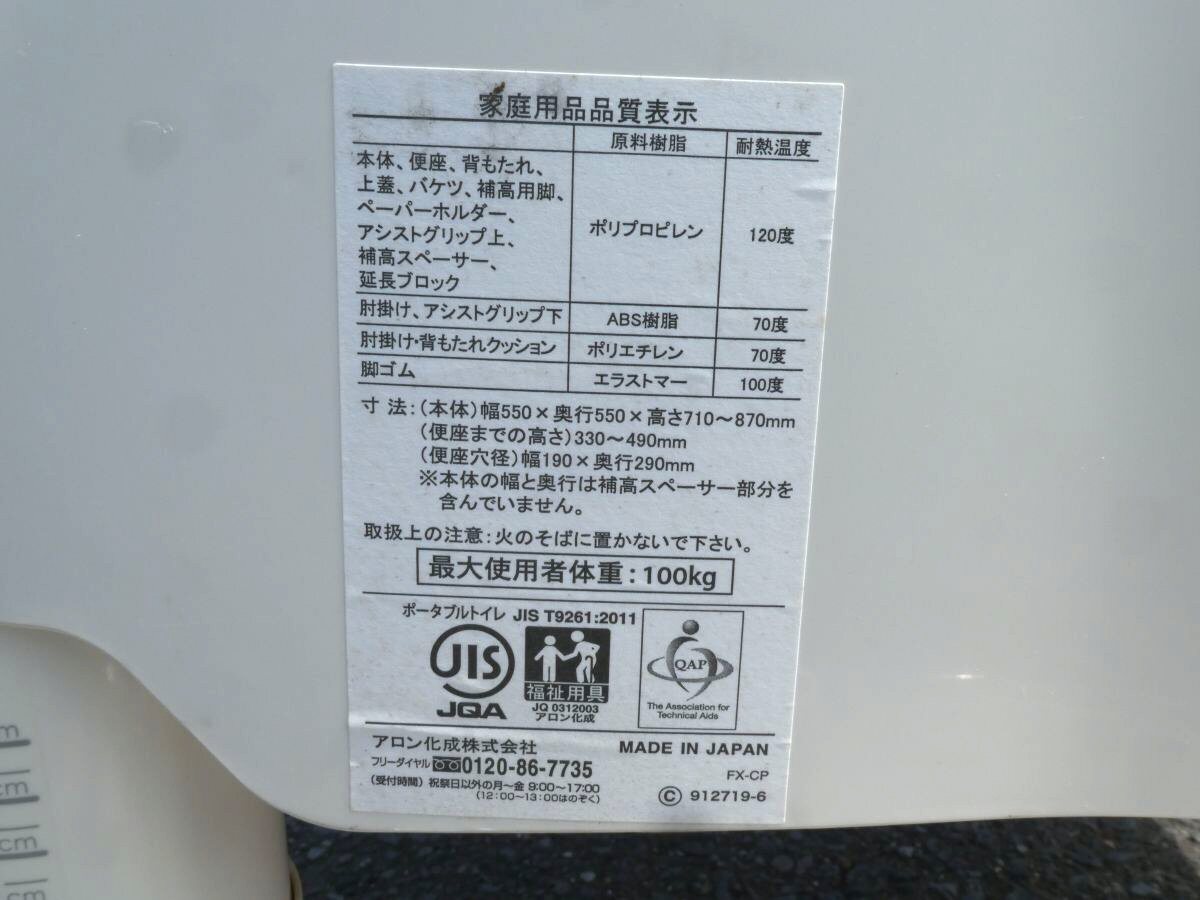 家庭用品品質表示
原料樹脂 耐熱温度
本体、便座、背もたれ、
上蓋、バケツ、補高用脚、
ペーパーホルダー、
アシストグリップ上、
補高スペーサー、
延長ブロック
ポリプロピレン 120度
肘掛け、アシストグリップ下 ABS樹脂 70度
肘掛け・背もたれクッション ポリエチレン 70度
脚ゴム エラストマー 100度
寸法:(本体)幅550×奥行550×高さ710〜870mm
(便座までの高さ)330〜490mm
(便座穴径)幅190×奥行290mm
※本体の幅と奥行は補高スペーサー部分を
含んでいません。
取扱上の注意:火のそばに置かないで下さい。
最大使用者体重:100kg
ポータブルトイレ JIS T9261:2011
JIS
JQA
福祉用具
JQ 0312003
アロン化成
QAP
The Association for
Technical Aids
アロン化成株式会社 MADE IN JAPAN
フリーダイヤル 0120-86-7735 FX-CP
(受付時間) 祝祭日以外の月〜金 9:00〜17:00
(12:00〜13:00はのぞく) © 912719-6
m
cm
cm
cm